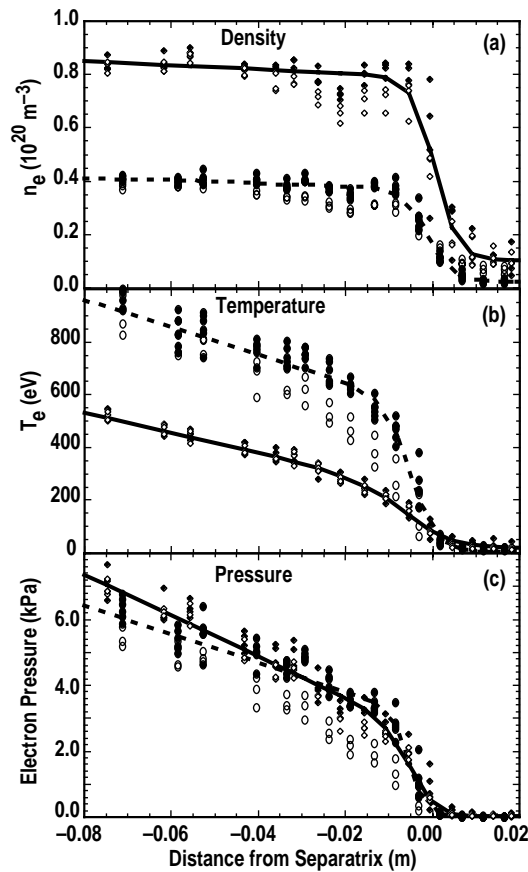 1.0
Density
(a)
0.8
0.6
0.4
0.2
0.0
n_e (10^20 m^−3)
Temperature
(b)
800
600
400
200
0
T_e (eV)
Pressure
(c)
6.0
4.0
2.0
0.0
Electron Pressure (kPa)
−0.08 −0.06 −0.04 −0.02 0.00 0.02
Distance from Separatrix (m)